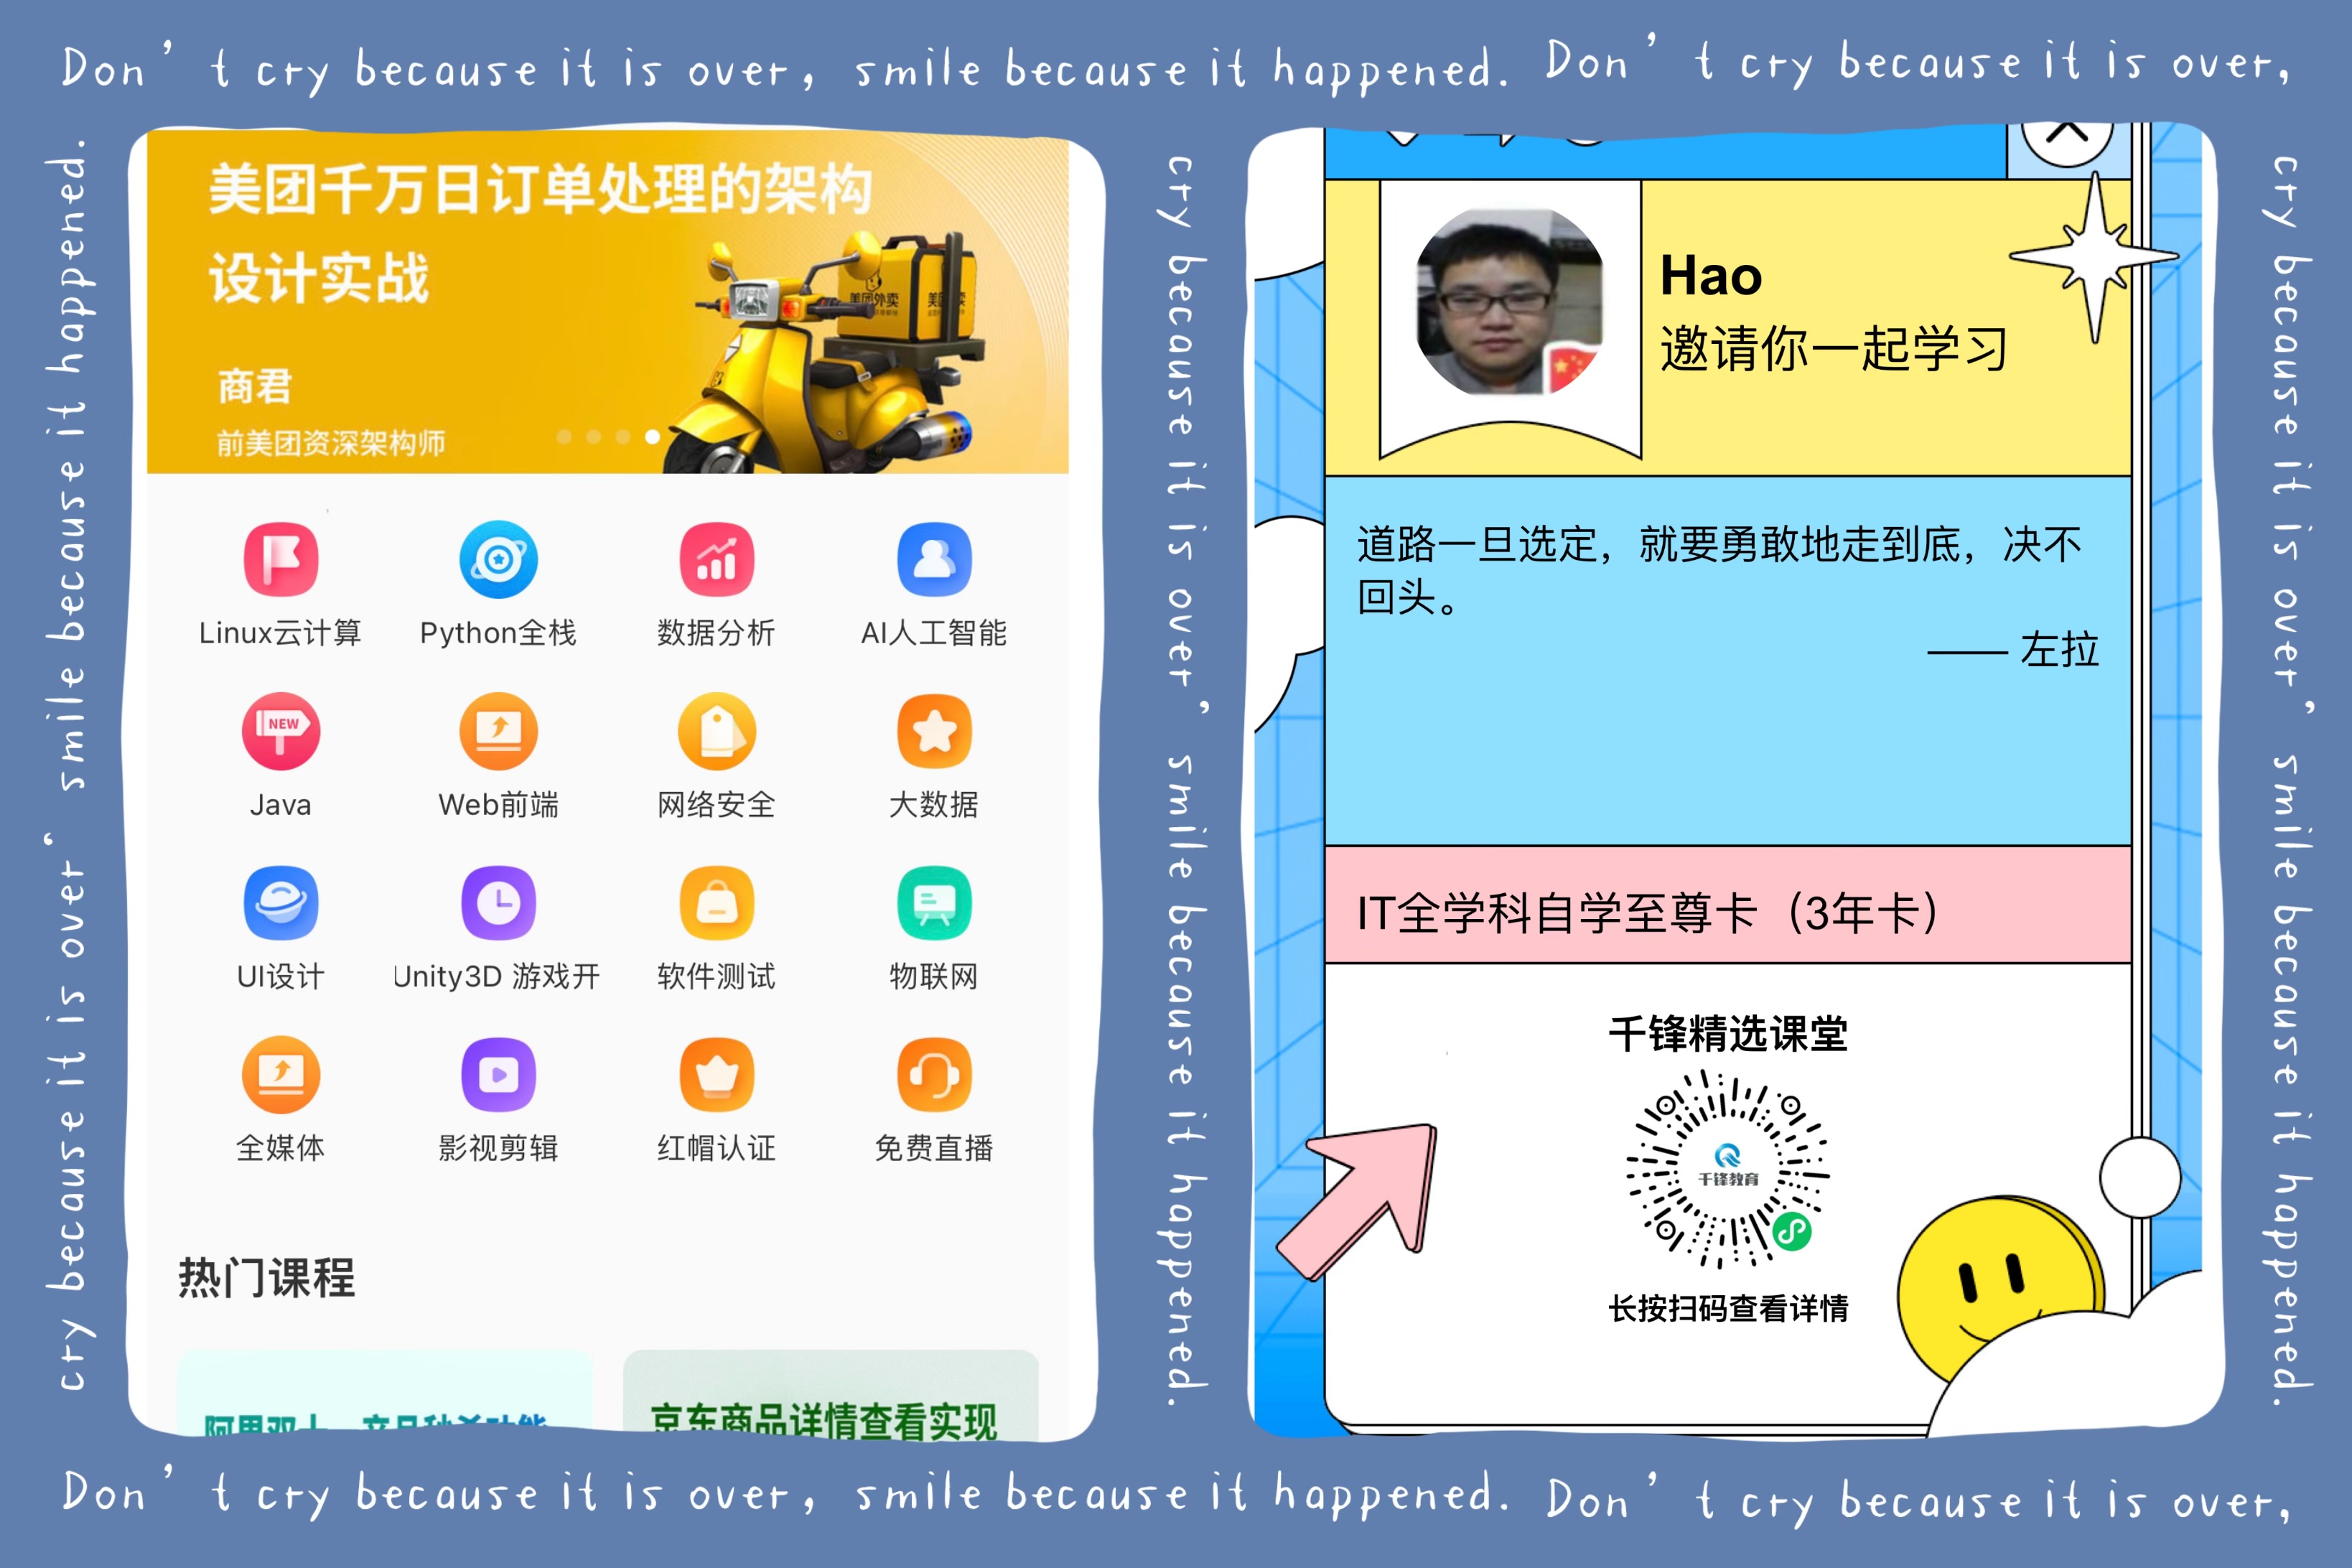 Don't cry because it is over, smile because it happened. Don't cry because it is over,
cry because it is over, smile because it happened.
美团千万日订单处理的架构
设计实战
商君
前美团资深架构师
美团外卖
Linux云计算
Python全栈
数据分析
AI人工智能
NEW
Java
Web前端
网络安全
大数据
UI设计
Unity3D 游戏开
软件测试
物联网
全媒体
影视剪辑
红帽认证
免费直播
热门课程
京东商品详情查看实现
cry because it is over, smile because it happened.
Hao
邀请你一起学习
道路一旦选定，就要勇敢地走到底，决不
回头。
—— 左拉
IT全学科自学至尊卡（3年卡）
千锋精选课堂
千锋教育
长按扫码查看详情
cry because it is over, smile because it happened.
Don't cry because it is over, smile because it happened. Don't cry because it is over,